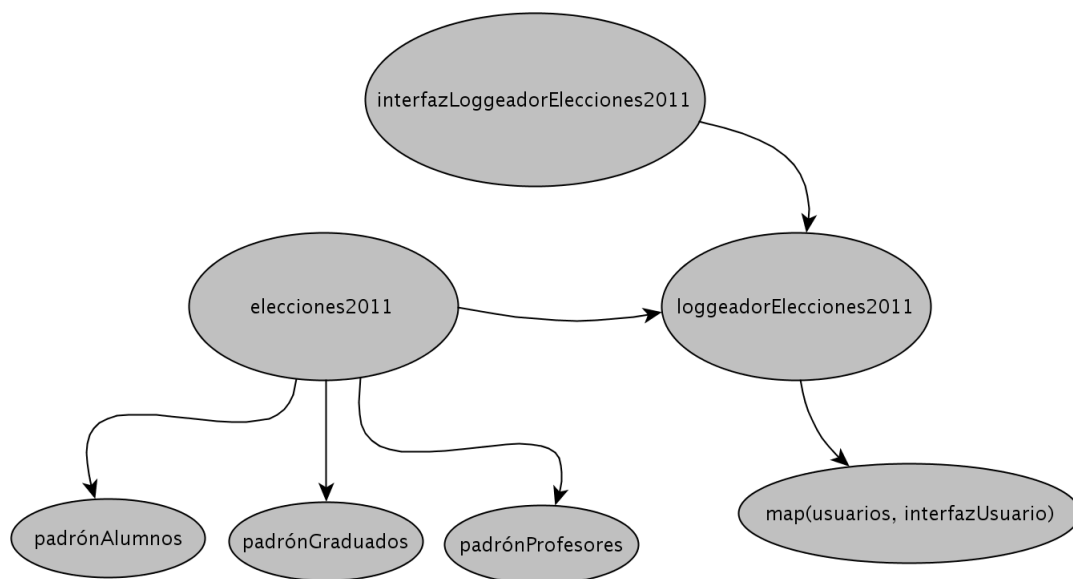 interfazLoggeadorElecciones2011
elecciones2011
loggeadorElecciones2011
padrónAlumnos
padrónGraduados
padrónProfesores
map(usuarios, interfazUsuario)